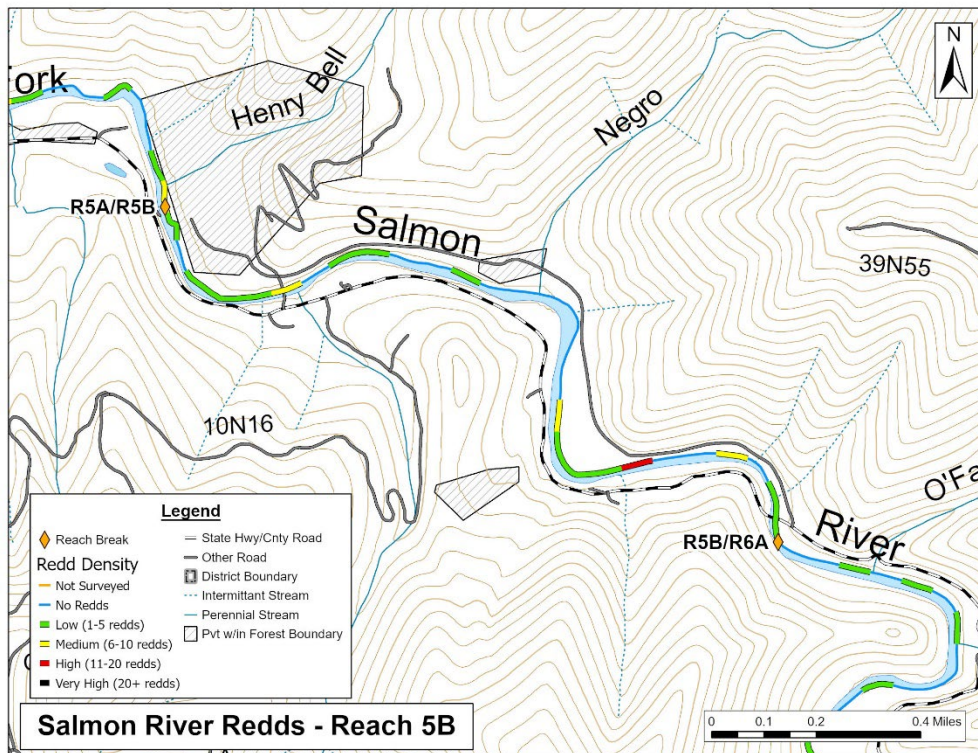 ork
Henry Bell
Negro
N
R5A/R5B
Salmon
39N55
10N16
O'Fa
R5B/R6A
River
Legend
Reach Break
Redd Density
Not Surveyed
No Redds
Low (1-5 redds)
Medium (6-10 redds)
High (11-20 redds)
Very High (20+ redds)
State Hwy/Cnty Road
Other Road
District Boundary
Intermittant Stream
Perennial Stream
Pvt w/in Forest Boundary
Salmon River Redds - Reach 5B
0 0.1 0.2 0.4 Miles